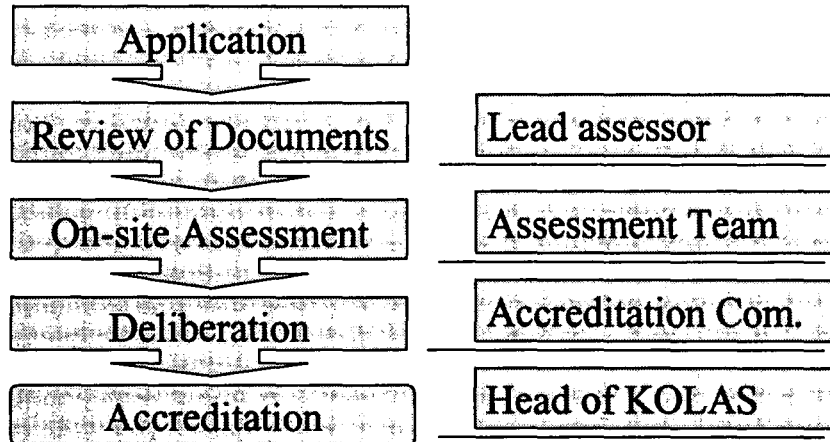 Application
Review of Documents
Lead assessor
On-site Assessment
Assessment Team
Deliberation
Accreditation Com.
Accreditation
Head of KOLAS